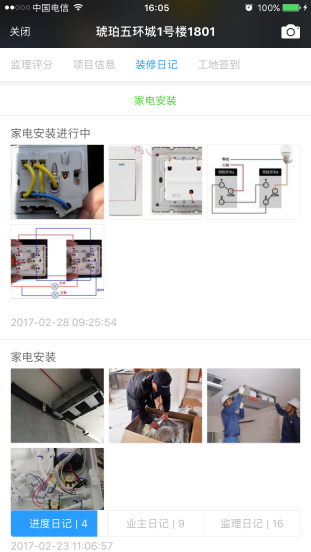 中国电信 16:05 100%
关闭 琥珀五环城1号楼1801
监理评分 项目信息 装修日记 工地签到
家电安装
家电安装进行中
2017-02-28 09:25:54
家电安装
进度日记 | 4 业主日记 | 9 监理日记 | 16
2017-02-23 11:06:57